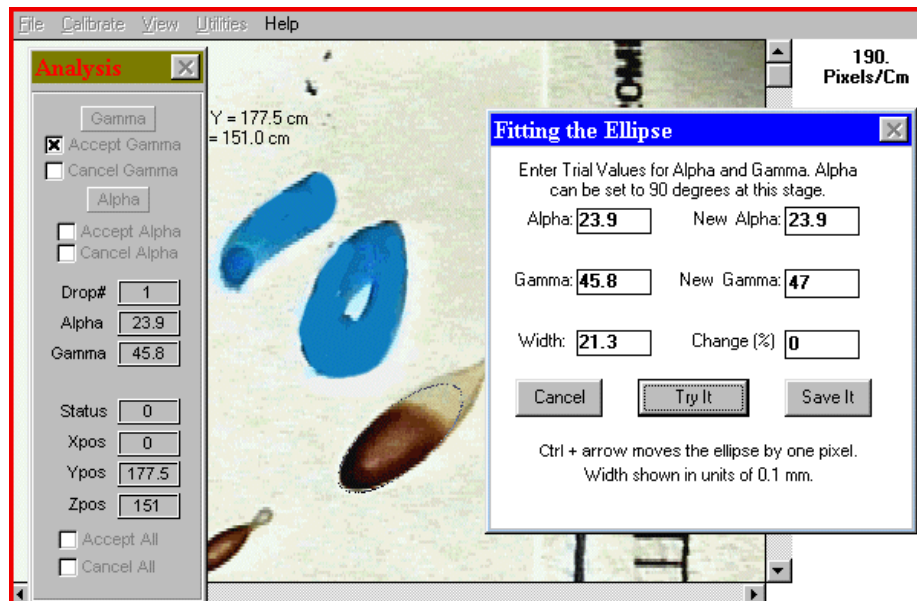 File Calibrate View Utilities Help
Analysis
Gamma
Accept Gamma
Cancel Gamma
Alpha
Accept Alpha
Cancel Alpha
Drop# 1
Alpha 23.9
Gamma 45.8
Status 0
Xpos 0
Ypos 177.5
Zpos 151
Accept All
Cancel All
Y = 177.5 cm
= 151.0 cm
190.
Pixels/Cm
Fitting the Ellipse
Enter Trial Values for Alpha and Gamma. Alpha
can be set to 90 degrees at this stage.
Alpha: 23.9 New Alpha: 23.9
Gamma: 45.8 New Gamma: 47
Width: 21.3 Change (%) 0
Cancel Try It Save It
Ctrl + arrow moves the ellipse by one pixel.
Width shown in units of 0.1 mm.